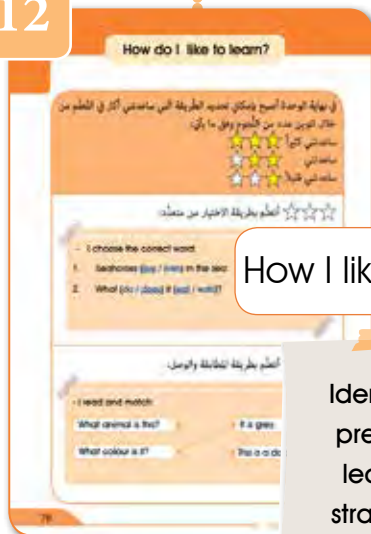 12
How do I like to learn?
في نهاية الوحدة أصبح بإمكاني تحديد الطريقة التي ساعدتني أكثر في التعلم من
خلال تلوين عدد من النجوم وفق ما يأتي:
ساعدتني كثيراً
ساعدتني
ساعدتني قليلاً
أتعلم بطريقة الاختيار من متعدد:
- I choose the correct word:
1. Seahorses (live / lives) in the sea.
2. What (do / does) it (eat / eats)?
How I lik
أتعلم بطريقة المطابقة والوصل:
- I read and match:
What animal is this?
It is grey.
What colour is it?
This is a do
Iden
pre
lea
stra
78